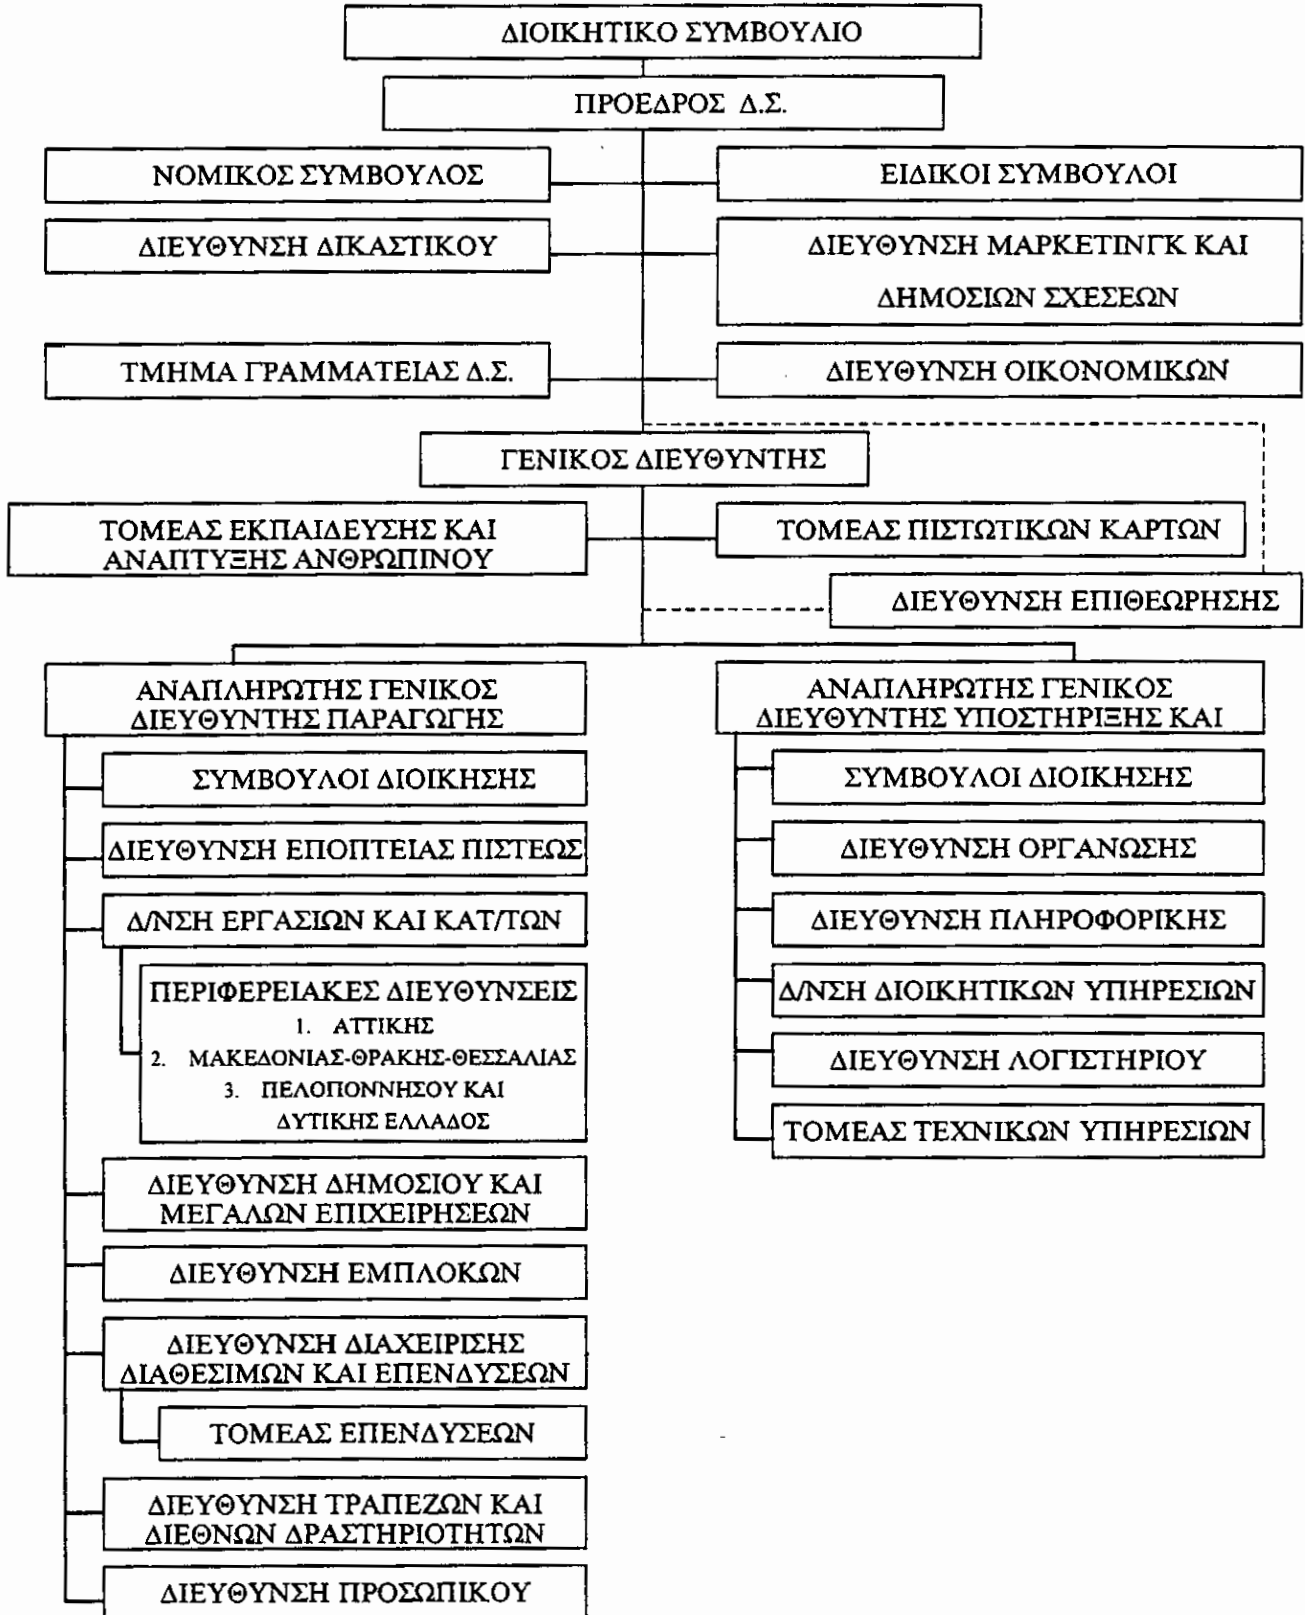 ΔΙΟΙΚΗΤΙΚΟ ΣΥΜΒΟΥΛΙΟ
ΠΡΟΕΔΡΟΣ Δ.Σ.
ΝΟΜΙΚΟΣ ΣΥΜΒΟΥΛΟΣ
ΕΙΔΙΚΟΙ ΣΥΜΒΟΥΛΟΙ
ΔΙΕΥΘΥΝΣΗ ΔΙΚΑΣΤΙΚΟΥ
ΔΙΕΥΘΥΝΣΗ ΜΑΡΚΕΤΙΝΓΚ ΚΑΙ
ΔΗΜΟΣΙΩΝ ΣΧΕΣΕΩΝ
ΤΜΗΜΑ ΓΡΑΜΜΑΤΕΙΑΣ Δ.Σ.
ΔΙΕΥΘΥΝΣΗ ΟΙΚΟΝΟΜΙΚΩΝ
ΓΕΝΙΚΟΣ ΔΙΕΥΘΥΝΤΗΣ
ΤΟΜΕΑΣ ΕΚΠΑΙΔΕΥΣΗΣ ΚΑΙ
ΑΝΑΠΤΥΞΗΣ ΑΝΘΡΩΠΙΝΟΥ
ΤΟΜΕΑΣ ΠΙΣΤΩΤΙΚΩΝ ΚΑΡΤΩΝ
ΔΙΕΥΘΥΝΣΗ ΕΠΙΘΕΩΡΗΣΗΣ
ΑΝΑΠΛΗΡΩΤΗΣ ΓΕΝΙΚΟΣ
ΔΙΕΥΘΥΝΤΗΣ ΠΑΡΑΓΩΓΗΣ
ΣΥΜΒΟΥΛΟΙ ΔΙΟΙΚΗΣΗΣ
ΔΙΕΥΘΥΝΣΗ ΕΠΟΠΤΕΙΑΣ ΠΙΣΤΕΩΣ
Δ/ΝΣΗ ΕΡΓΑΣΙΩΝ ΚΑΙ ΚΑΤ/ΤΩΝ
ΠΕΡΙΦΕΡΕΙΑΚΕΣ ΔΙΕΥΘΥΝΣΕΙΣ
1. ΑΤΤΙΚΗΣ
2. ΜΑΚΕΔΟΝΙΑΣ-ΘΡΑΚΗΣ-ΘΕΣΣΑΛΙΑΣ
3. ΠΕΛΟΠΟΝΝΗΣΟΥ ΚΑΙ
ΔΥΤΙΚΗΣ ΕΛΛΑΔΟΣ
ΔΙΕΥΘΥΝΣΗ ΔΗΜΟΣΙΟΥ ΚΑΙ
ΜΕΓΑΛΩΝ ΕΠΙΧΕΙΡΗΣΕΩΝ
ΔΙΕΥΘΥΝΣΗ ΕΜΠΛΟΚΩΝ
ΔΙΕΥΘΥΝΣΗ ΔΙΑΧΕΙΡΙΣΗΣ
ΔΙΑΘΕΣΙΜΩΝ ΚΑΙ ΕΠΕΝΔΥΣΕΩΝ
ΤΟΜΕΑΣ ΕΠΕΝΔΥΣΕΩΝ
ΔΙΕΥΘΥΝΣΗ ΤΡΑΠΕΖΩΝ ΚΑΙ
ΔΙΕΘΝΩΝ ΔΡΑΣΤΗΡΙΟΤΗΤΩΝ
ΔΙΕΥΘΥΝΣΗ ΠΡΟΣΩΠΙΚΟΥ
ΑΝΑΠΛΗΡΩΤΗΣ ΓΕΝΙΚΟΣ
ΔΙΕΥΘΥΝΤΗΣ ΥΠΟΣΤΗΡΙΞΗΣ ΚΑΙ
ΣΥΜΒΟΥΛΟΙ ΔΙΟΙΚΗΣΗΣ
ΔΙΕΥΘΥΝΣΗ ΟΡΓΑΝΩΣΗΣ
ΔΙΕΥΘΥΝΣΗ ΠΛΗΡΟΦΟΡΙΚΗΣ
Δ/ΝΣΗ ΔΙΟΙΚΗΤΙΚΩΝ ΥΠΗΡΕΣΙΩΝ
ΔΙΕΥΘΥΝΣΗ ΛΟΓΙΣΤΗΡΙΟΥ
ΤΟΜΕΑΣ ΤΕΧΝΙΚΩΝ ΥΠΗΡΕΣΙΩΝ